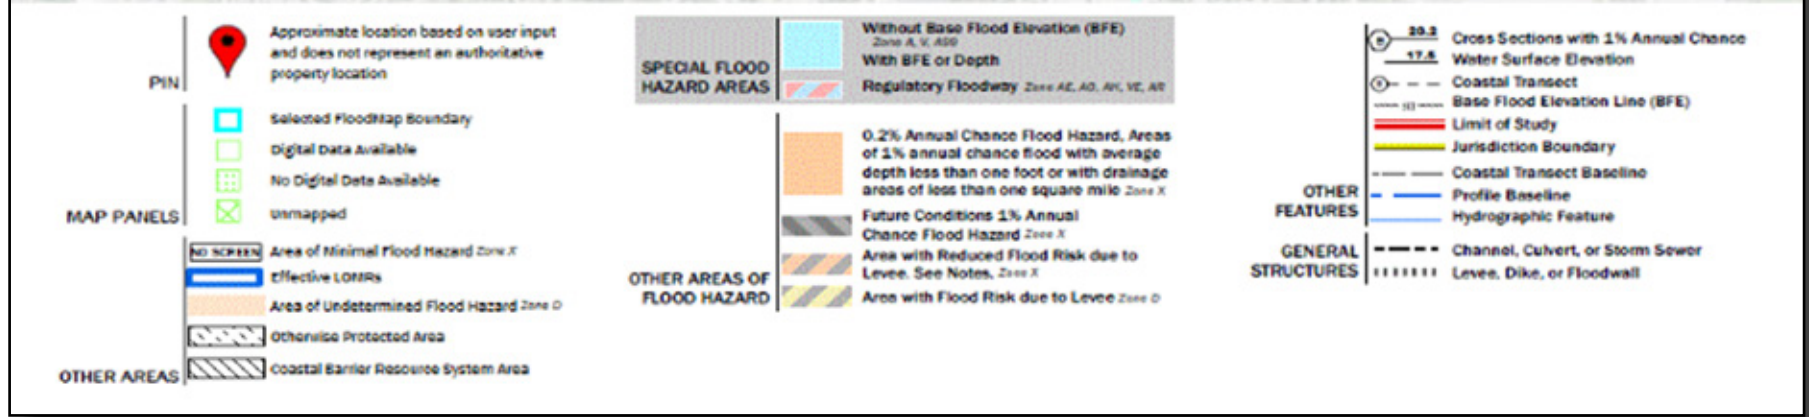 PIN
Approximate location based on user input
and does not represent an authoritative
property location
MAP PANELS
Selected FloodMap Boundary
Digital Data Available
No Digital Data Available
Unmapped
OTHER AREAS
NO SCREEN Area of Minimal Flood Hazard Zone X
Effective LOMRs
Area of Undetermined Flood Hazard Zone D
Otherwise Protected Area
Coastal Barrier Resource System Area
SPECIAL FLOOD
HAZARD AREAS
Without Base Flood Elevation (BFE)
Zone A, V, A99
With BFE or Depth
Regulatory Floodway Zone AE, AO, AH, VE, AR
OTHER AREAS OF
FLOOD HAZARD
0.2% Annual Chance Flood Hazard, Areas
of 1% annual chance flood with average
depth less than one foot or with drainage
areas of less than one square mile Zone X
Future Conditions 1% Annual
Chance Flood Hazard Zone X
Area with Reduced Flood Risk due to
Levee. See Notes. Zone X
Area with Flood Risk due to Levee Zone D
OTHER
FEATURES
20.2 Cross Sections with 1% Annual Chance
17.5 Water Surface Elevation
Coastal Transect
Base Flood Elevation Line (BFE)
Limit of Study
Jurisdiction Boundary
Coastal Transect Baseline
Profile Baseline
Hydrographic Feature
GENERAL
STRUCTURES
Channel, Culvert, or Storm Sewer
Levee, Dike, or Floodwall